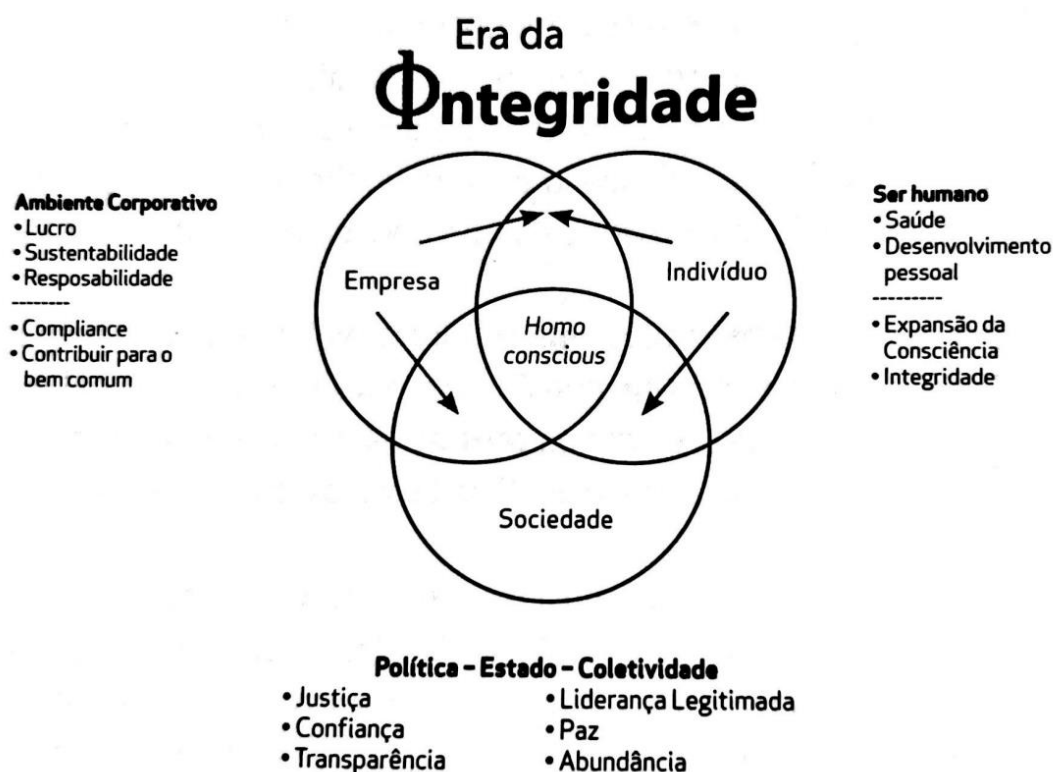 Era da
Φntegridade
Ambiente Corporativo
• Lucro
• Sustentabilidade
• Resposabilidade
--------
• Compliance
• Contribuir para o
bem comum
Empresa
Indivíduo
Homo
conscious
Sociedade
Ser humano
• Saúde
• Desenvolvimento
pessoal
----------
• Expansão da
Consciência
• Integridade
Política – Estado – Coletividade
• Justiça
• Confiança
• Transparência
• Liderança Legitimada
• Paz
• Abundância